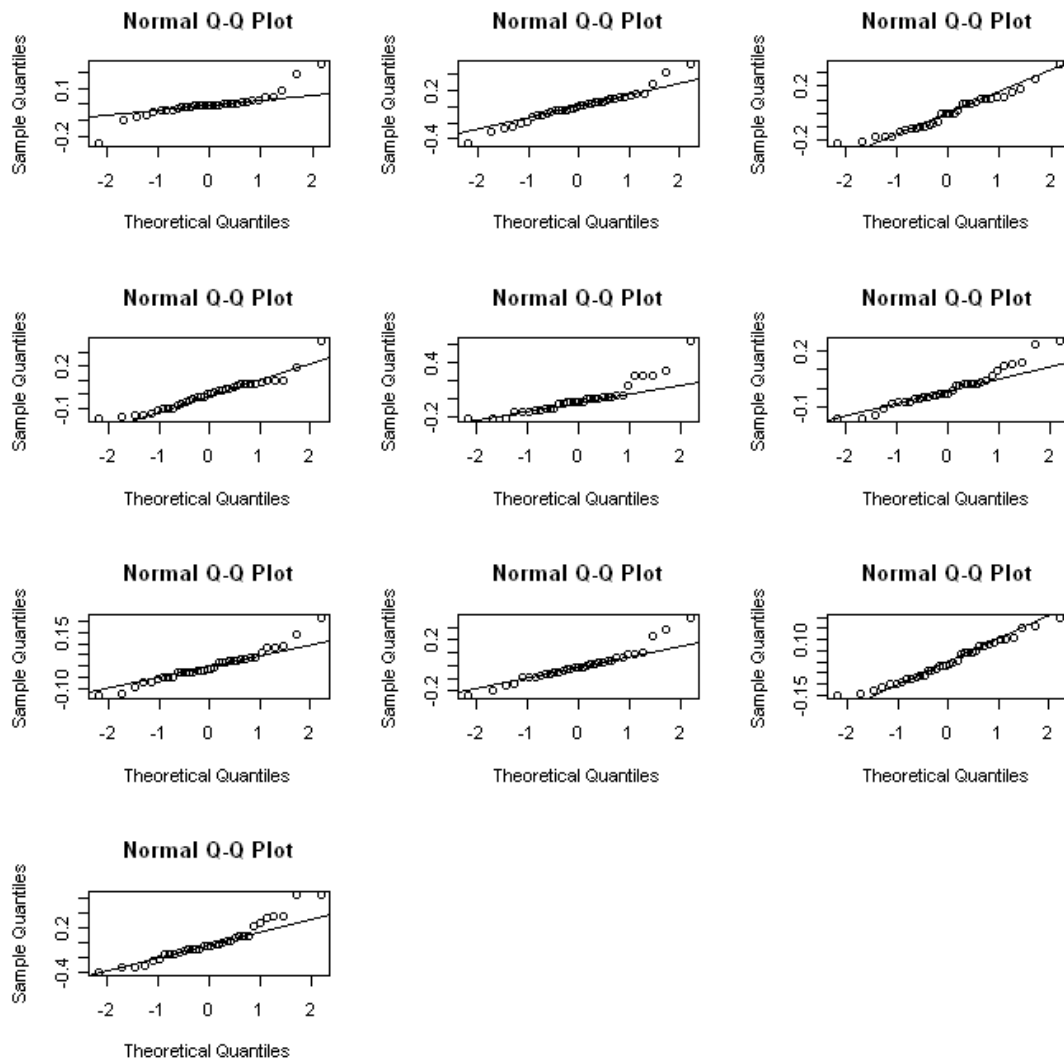 Normal Q-Q Plot
Sample Quantiles
0.1
-0.2
-2 -1 0 1 2
Theoretical Quantiles
Normal Q-Q Plot
Sample Quantiles
0.2
-0.4
-2 -1 0 1 2
Theoretical Quantiles
Normal Q-Q Plot
Sample Quantiles
0.2
-0.2
-2 -1 0 1 2
Theoretical Quantiles
Normal Q-Q Plot
Sample Quantiles
0.2
-0.1
-2 -1 0 1 2
Theoretical Quantiles
Normal Q-Q Plot
Sample Quantiles
0.4
-0.2
-2 -1 0 1 2
Theoretical Quantiles
Normal Q-Q Plot
Sample Quantiles
0.2
-0.1
-2 -1 0 1 2
Theoretical Quantiles
Normal Q-Q Plot
Sample Quantiles
0.15
-0.10
-2 -1 0 1 2
Theoretical Quantiles
Normal Q-Q Plot
Sample Quantiles
0.2
-0.2
-2 -1 0 1 2
Theoretical Quantiles
Normal Q-Q Plot
Sample Quantiles
0.10
-0.15
-2 -1 0 1 2
Theoretical Quantiles
Normal Q-Q Plot
Sample Quantiles
0.2
-0.4
-2 -1 0 1 2
Theoretical Quantiles